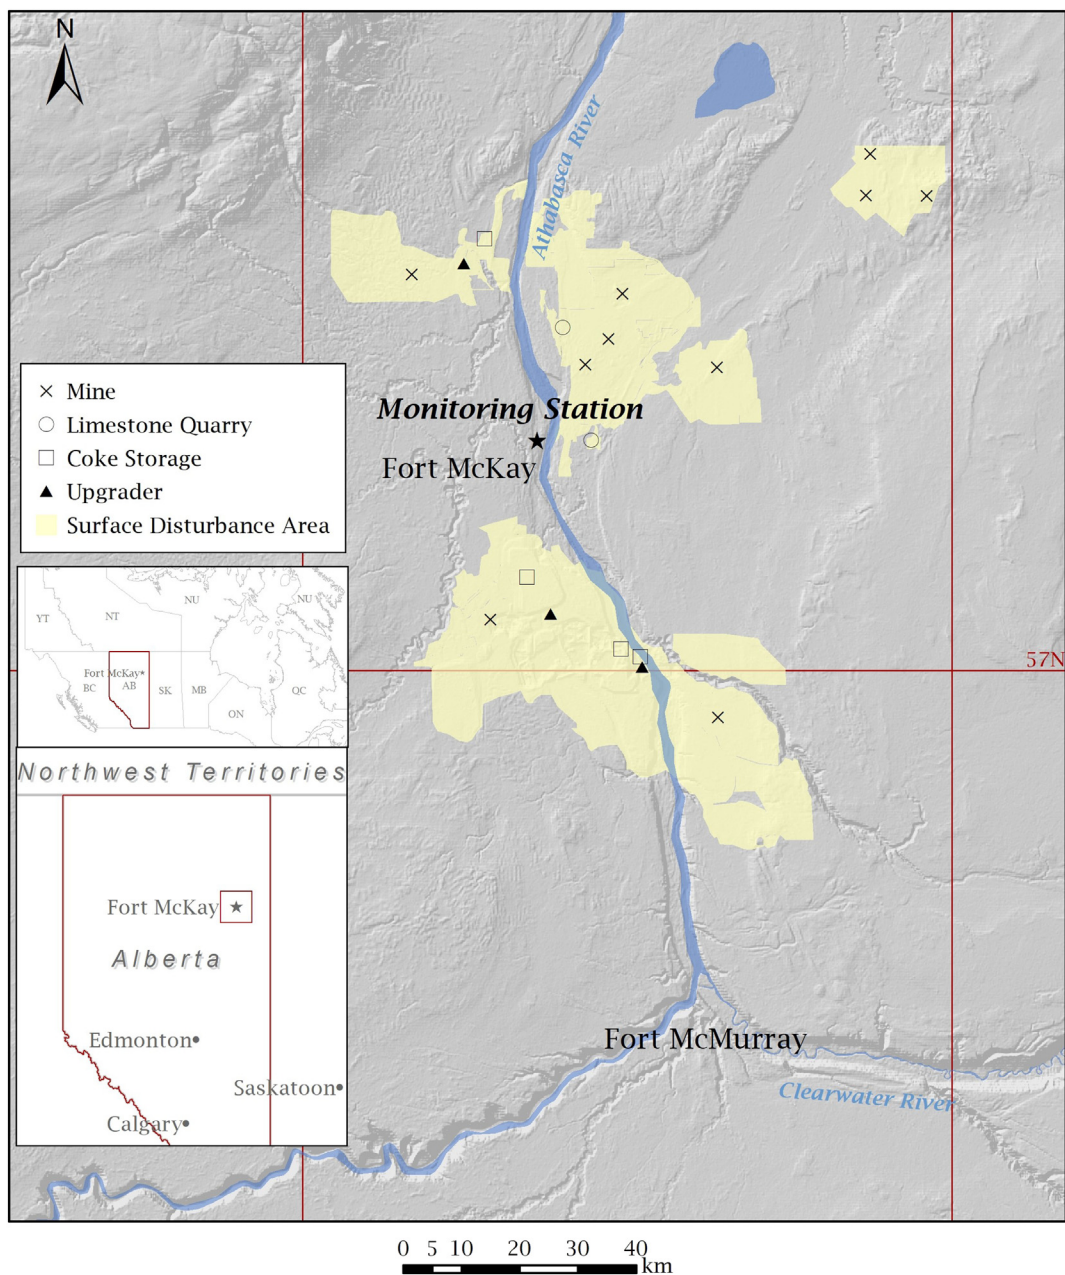 N
Athabasca River
Mine
Limestone Quarry
Coke Storage
Upgrader
Surface Disturbance Area
Monitoring Station
Fort McKay
YT
NT
NU
NU
Fort McKay
BC
AB
SK
MB
ON
QC
57N
Northwest Territories
Fort McKay
Alberta
Edmonton
Saskatoon
Calgary
Fort McMurray
Clearwater River
0 5 10 20 30 40
km